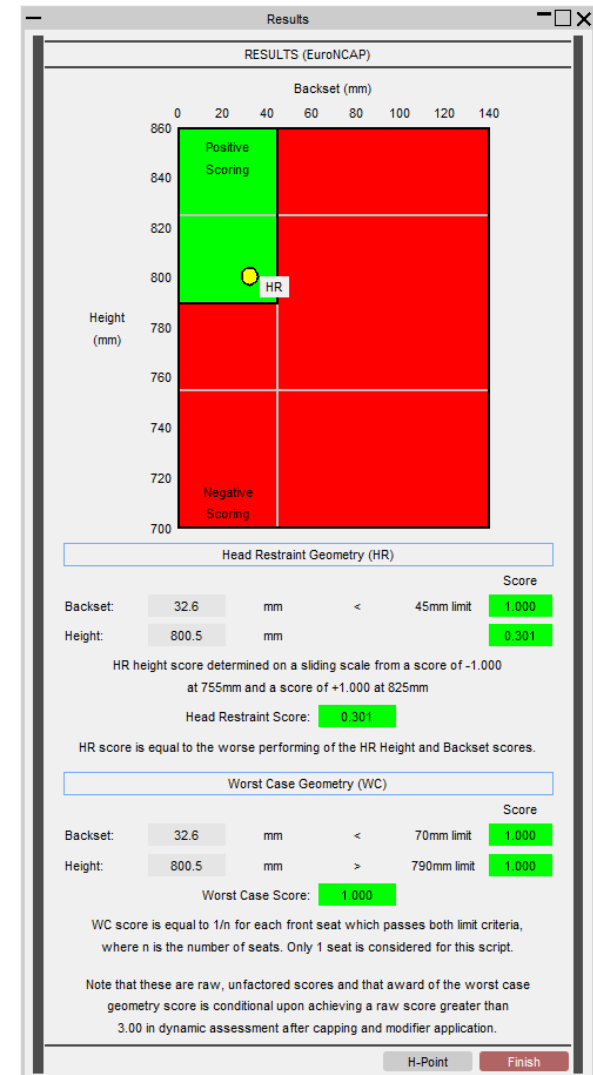 Results
RESULTS (EuroNCAP)
Backset (mm)
0 20 40 60 80 100 120 140
860
Positive
Scoring
840
820
800
HR
Height
(mm)
780
760
740
720
Negative
Scoring
700
Head Restraint Geometry (HR)
Score
Backset: 32.6 mm < 45mm limit 1.000
Height: 800.5 mm 0.301
HR height score determined on a sliding scale from a score of -1.000
at 755mm and a score of +1.000 at 825mm
Head Restraint Score: 0.301
HR score is equal to the worse performing of the HR Height and Backset scores.
Worst Case Geometry (WC)
Score
Backset: 32.6 mm < 70mm limit 1.000
Height: 800.5 mm > 790mm limit 1.000
Worst Case Score: 1.000
WC score is equal to 1/n for each front seat which passes both limit criteria,
where n is the number of seats. Only 1 seat is considered for this script.
Note that these are raw, unfactored scores and that award of the worst case
geometry score is conditional upon achieving a raw score greater than
3.00 in dynamic assessment after capping and modifier application.
H-Point Finish